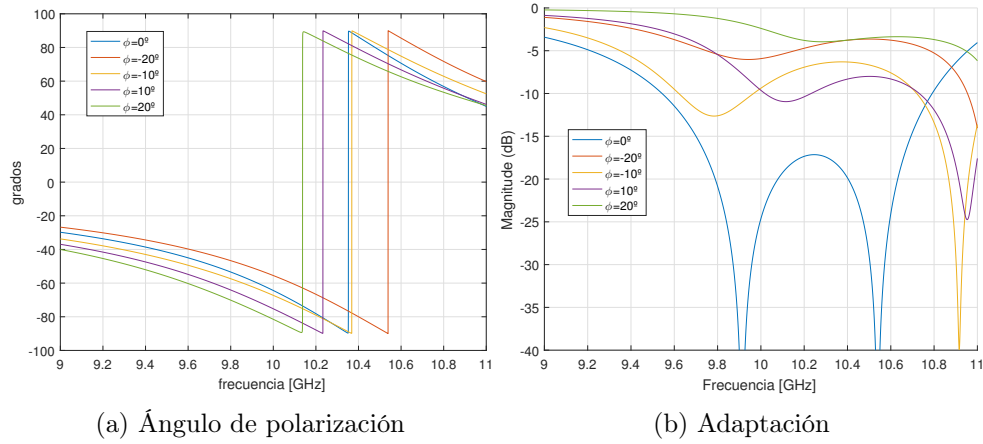 100
80
60
40
20
0
-20
-40
-60
-80
-100
grados
ϕ=0º
ϕ=-20º
ϕ=-10º
ϕ=10º
ϕ=20º
9 9.2 9.4 9.6 9.8 10 10.2 10.4 10.6 10.8 11
frecuencia [GHz]
(a) Ángulo de polarización
0
-5
-10
-15
-20
-25
-30
-35
-40
Magnitude (dB)
ϕ=0º
ϕ=-20º
ϕ=-10º
ϕ=10º
ϕ=20º
9 9.2 9.4 9.6 9.8 10 10.2 10.4 10.6 10.8 11
Frecuencia [GHz]
(b) Adaptación